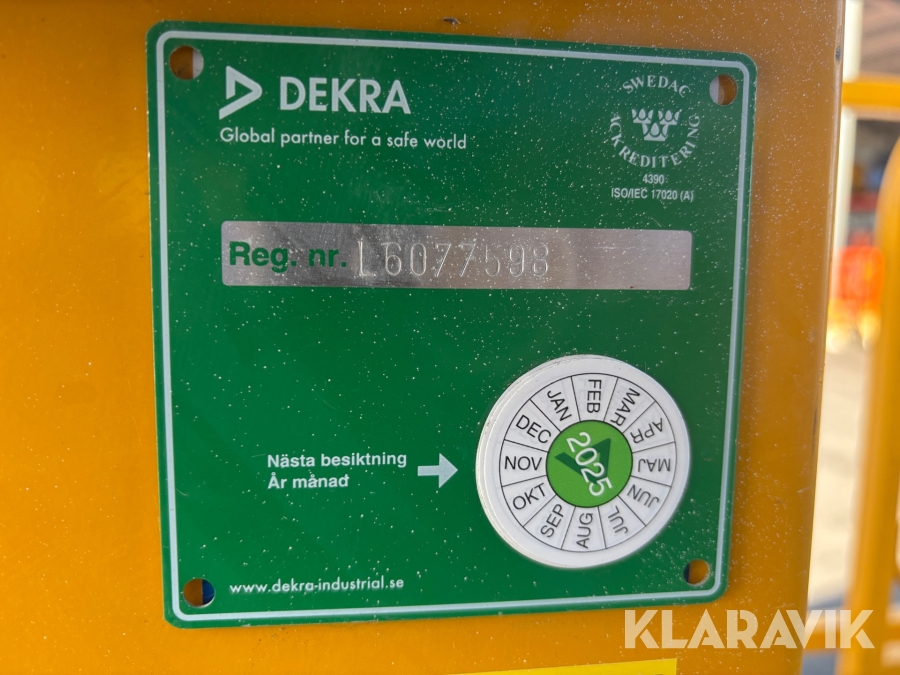 DEKRA
Global partner for a safe world
SWEDAC
ACKREDITERING
4390
ISO/IEC 17020 (A)
Reg. nr. L6077598
Nästa besiktning
År månad
JAN
FEB
MAR
APR
MAJ
JUN
JUL
AUG
SEP
OKT
NOV
DEC
2025
www.dekra-industrial.se
KLARAVIK